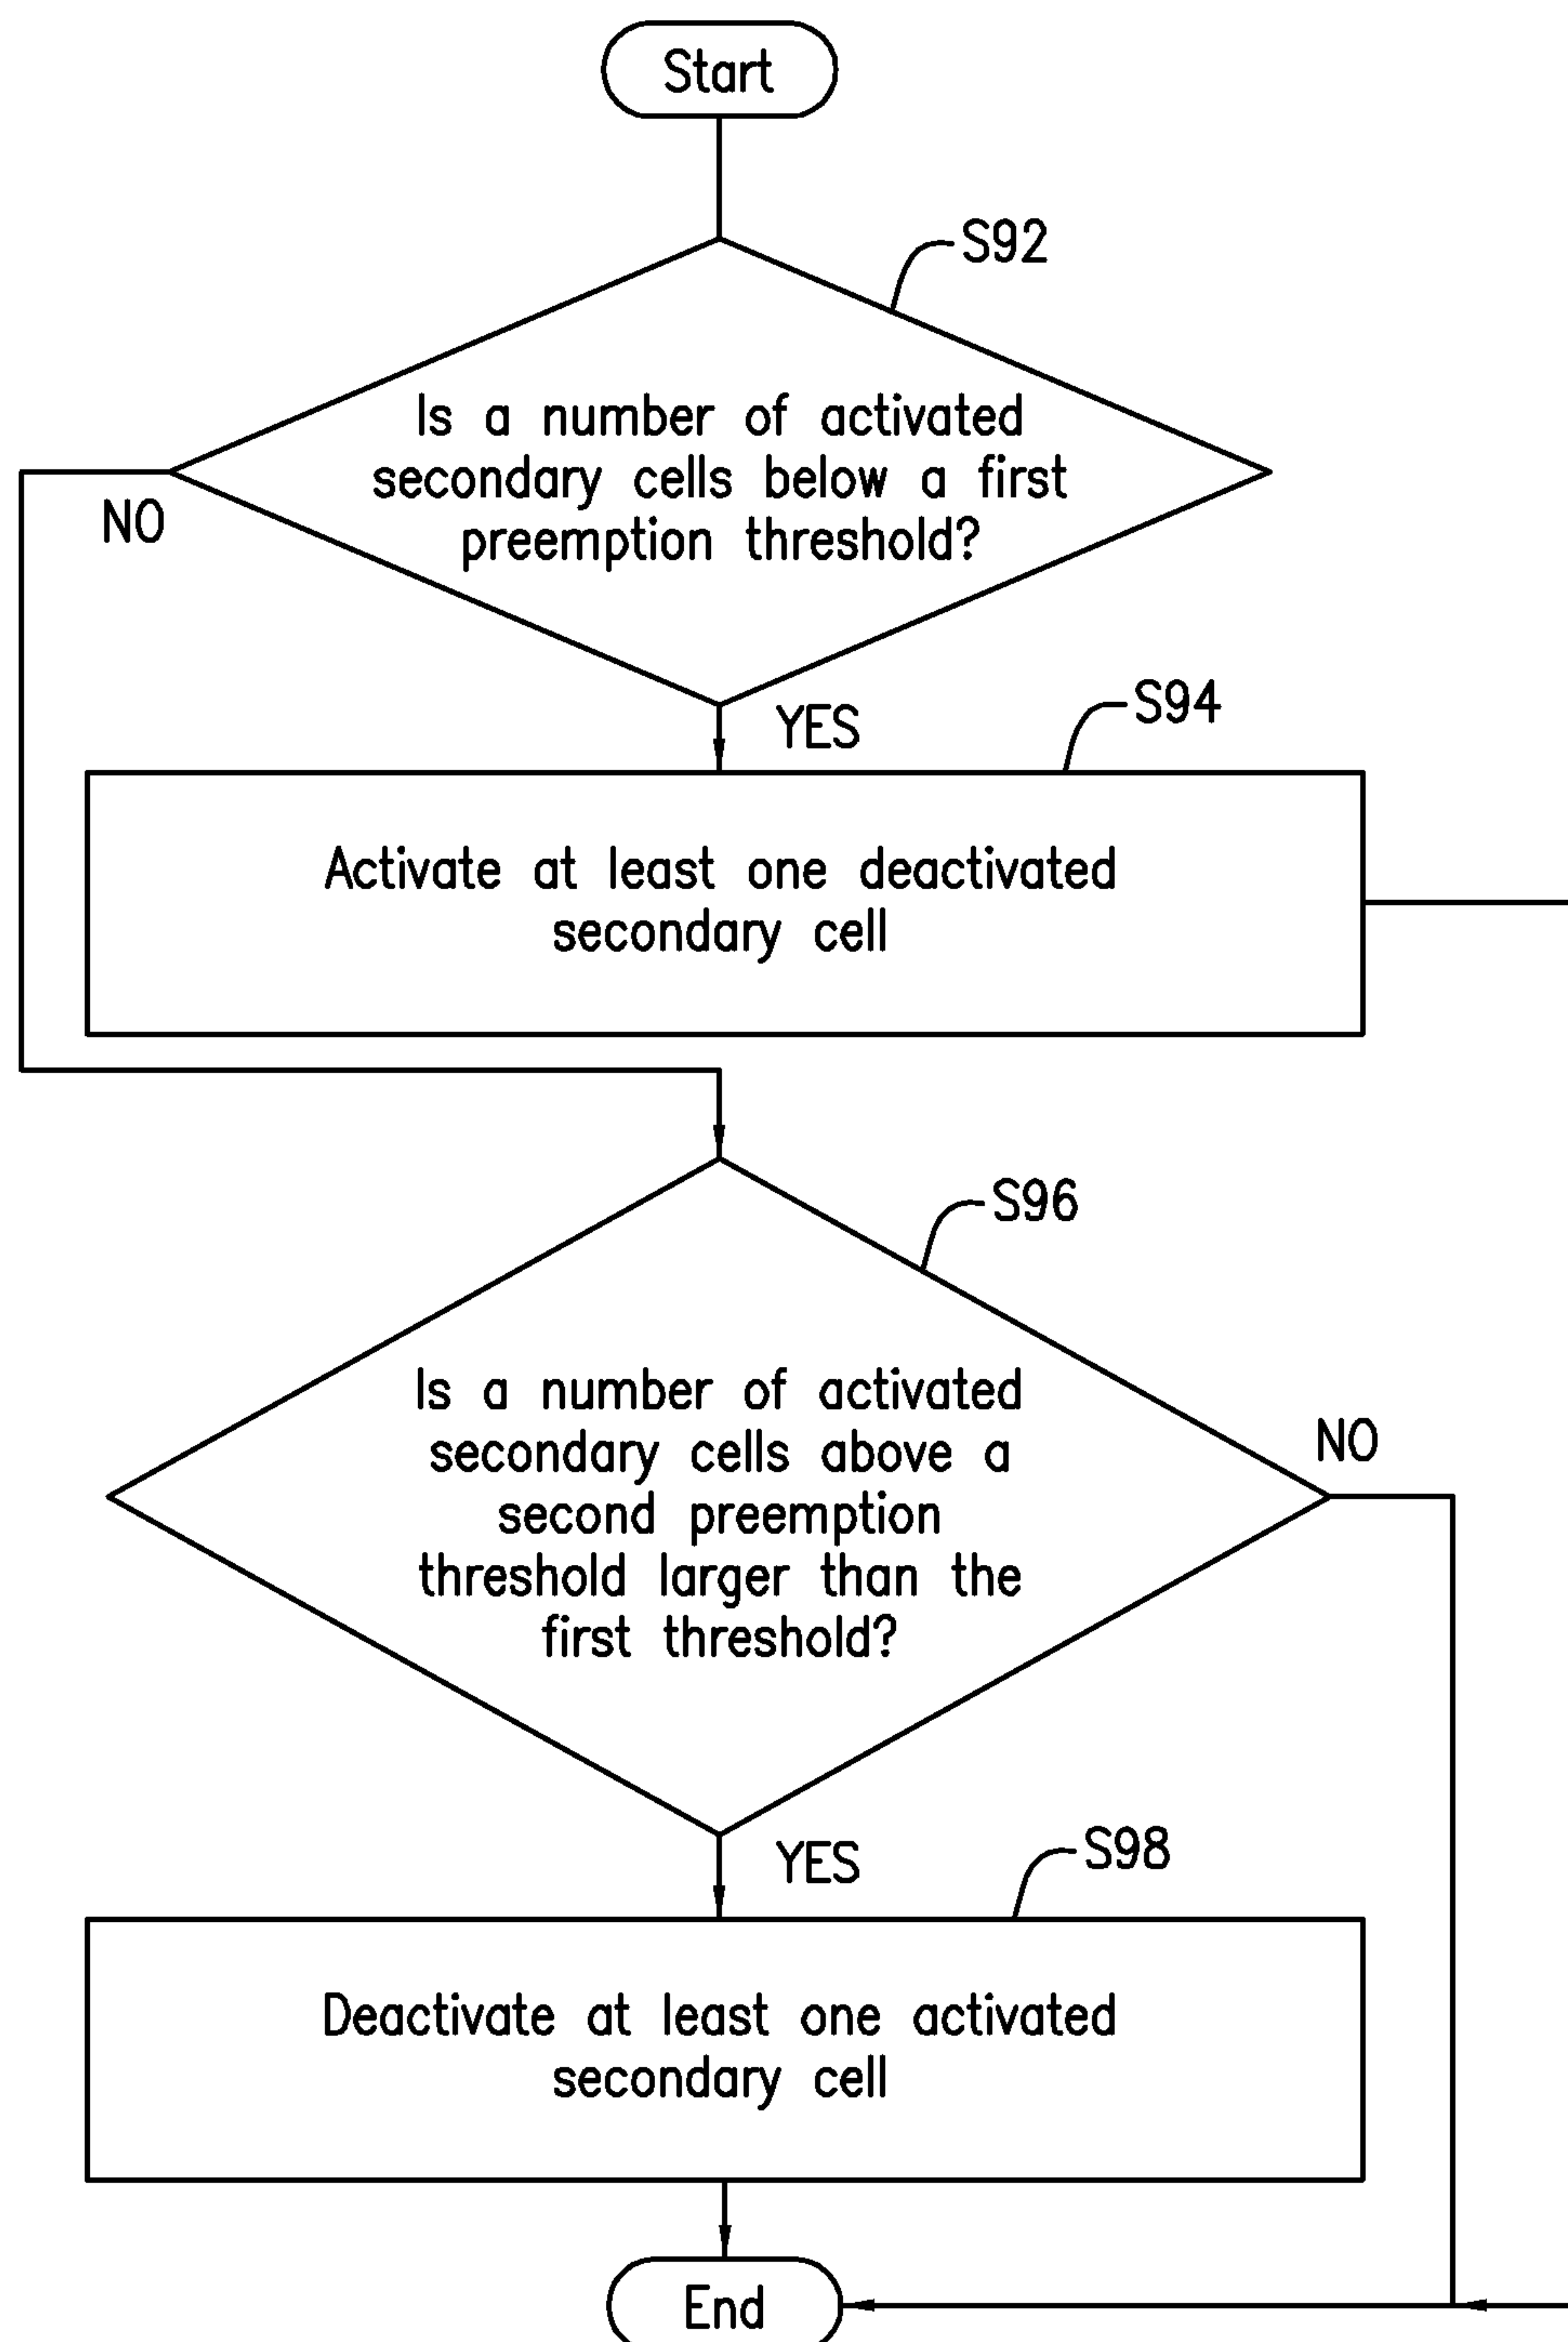 Start
S92
Is a number of activated
secondary cells below a first
preemption threshold?
NO
YES
S94
Activate at least one deactivated
secondary cell
S96
Is a number of activated
secondary cells above a
second preemption
threshold larger than the
first threshold?
NO
YES
S98
Deactivate at least one activated
secondary cell
End